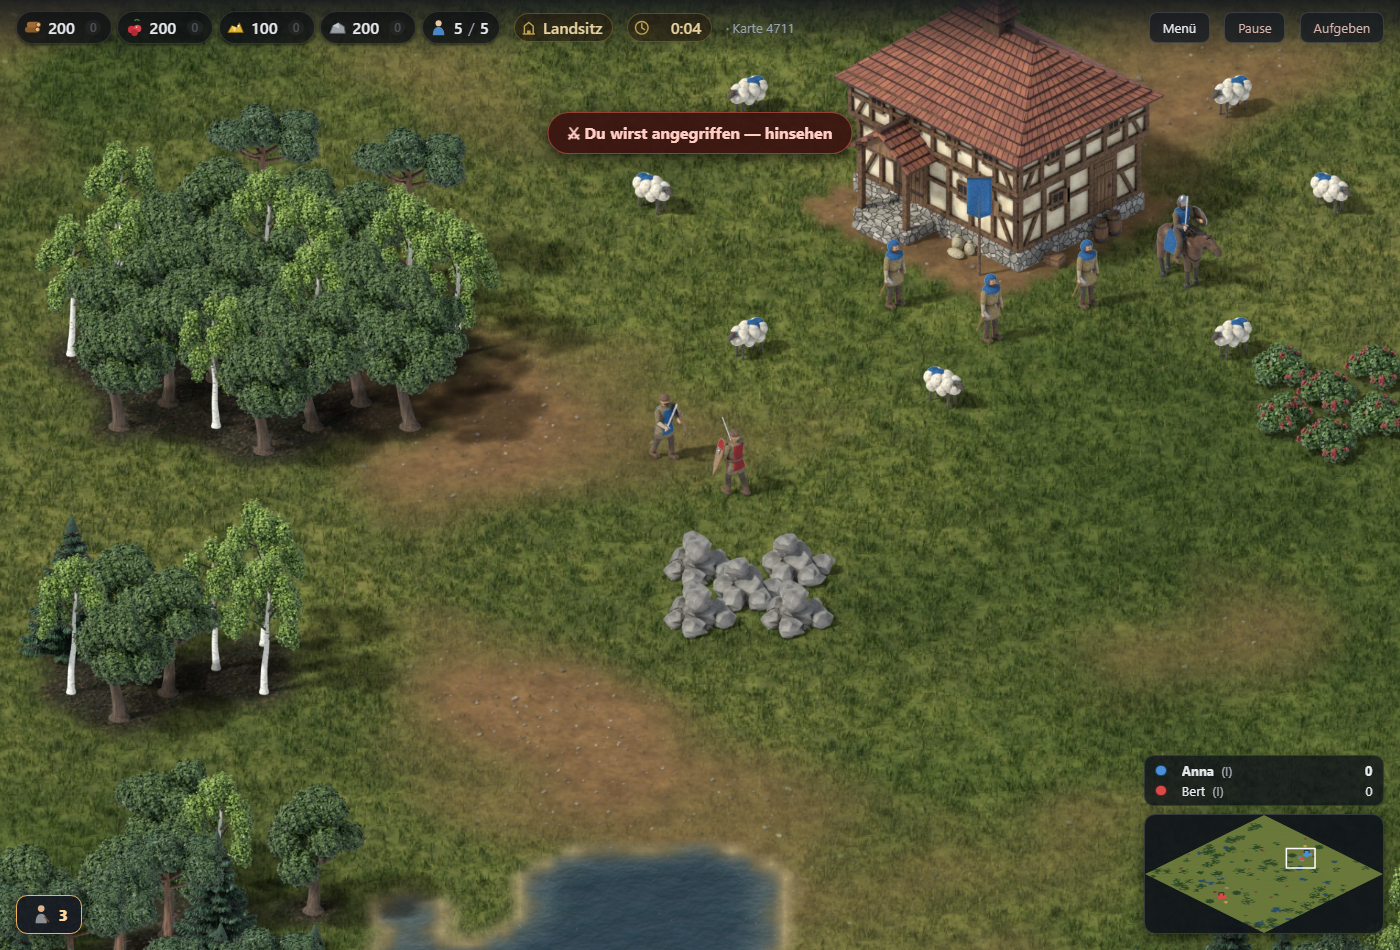 200 0 200 0 100 0 200 0 5 / 5 Landsitz 0:04 · Karte 4711 Menü Pause Aufgeben
Du wirst angegriffen — hinsehen
Anna (I) 0
Bert (I) 0
3